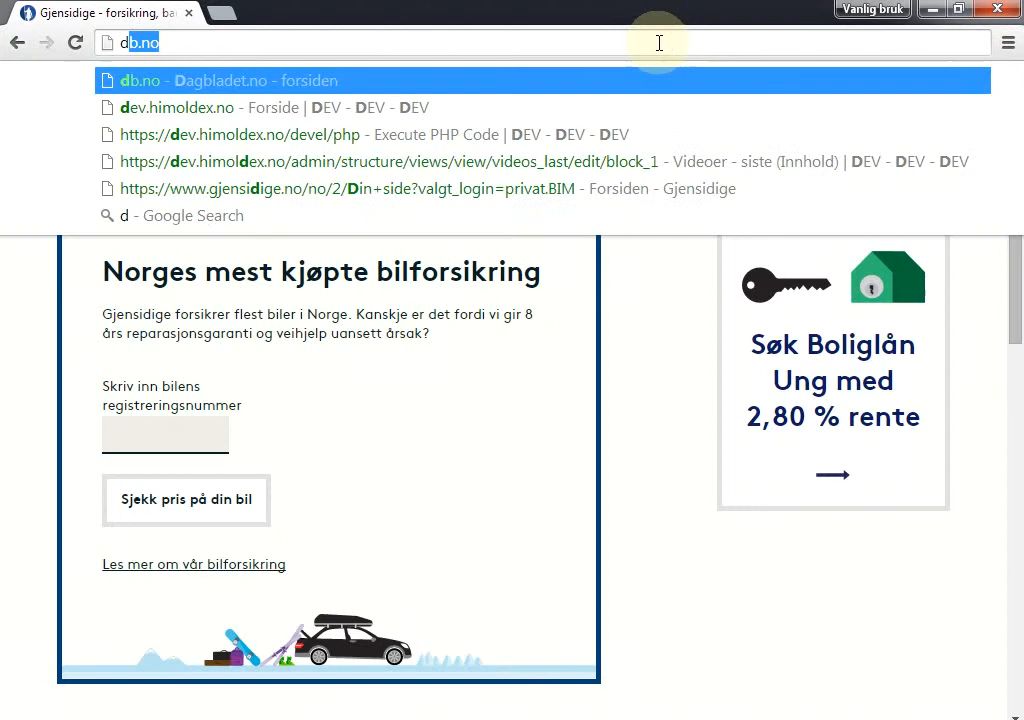 Gjensidige - forsikring, ba
Vanlig bruk
db.no
db.no - Dagbladet.no - forsiden
dev.himoldex.no - Forside | DEV - DEV - DEV
https://dev.himoldex.no/devel/php - Execute PHP Code | DEV - DEV - DEV
https://dev.himoldex.no/admin/structure/views/view/videos_last/edit/block_1 - Videoer - siste (Innhold) | DEV - DEV - DEV
https://www.gjensidige.no/no/2/Din+side?valgt_login=privat.BIM - Forsiden - Gjensidige
d - Google Search
Norges mest kjøpte bilforsikring
Gjensidige forsikrer flest biler i Norge. Kanskje er det fordi vi gir 8
års reparasjonsgaranti og veihjelp uansett årsak?
Skriv inn bilens
registreringsnummer
Sjekk pris på din bil
Les mer om vår bilforsikring
Søk Boliglån
Ung med
2,80 % rente